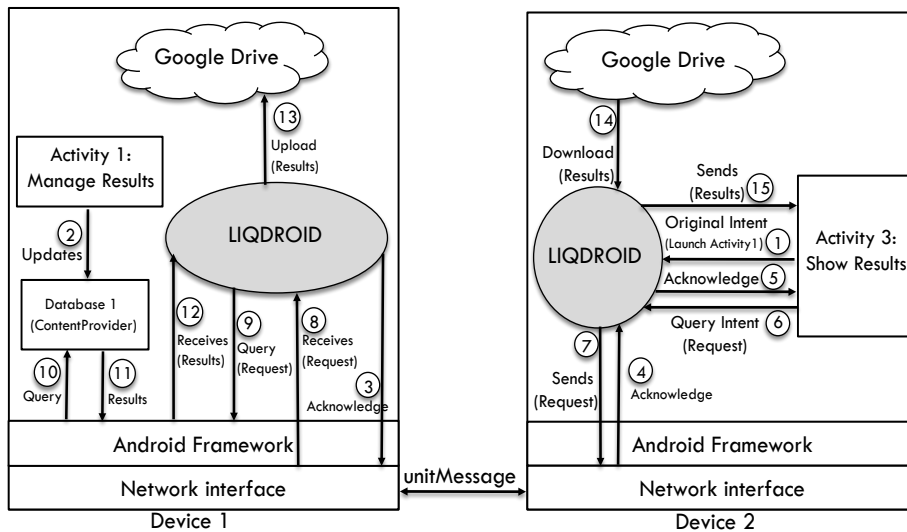 Google Drive
13
Upload
(Results)
Activity 1:
Manage Results
LIQDROID
2
Updates
Database 1
(ContentProvider)
12
Receives
(Results)
9
Query
(Request)
8
Receives
(Request)
3
Acknowledge
10
Query
11
Results
Android Framework
Network interface
Device 1
unitMessage
Google Drive
14
Download
(Results)
Sends
(Results)
15
Original Intent
(Launch Activity1)
1
LIQDROID
Acknowledge
5
Query Intent
(Request)
6
Activity 3:
Show Results
7
Sends
(Request)
4
Acknowledge
Android Framework
Network interface
Device 2